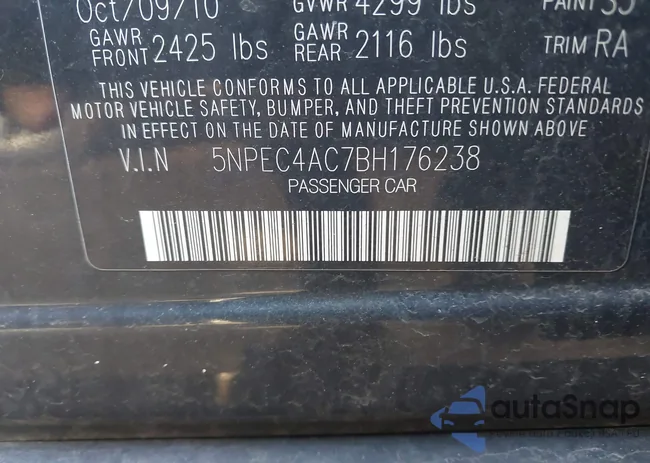 Oct/09/10 GVWR 4299 lbs PAINT S5
GAWR FRONT 2425 lbs GAWR REAR 2116 lbs TRIM RA
THIS VEHICLE CONFORMS TO ALL APPLICABLE U.S.A. FEDERAL
MOTOR VEHICLE SAFETY, BUMPER, AND THEFT PREVENTION STANDARDS
IN EFFECT ON THE DATE OF MANUFACTURE SHOWN ABOVE
V.I.N 5NPEC4AC7BH176238
PASSENGER CAR
autaSnap